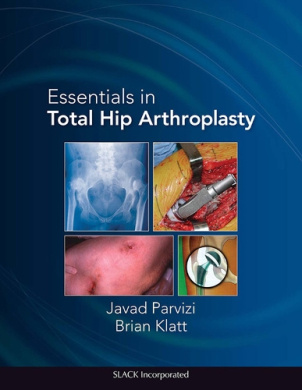 Essentials in
Total Hip Arthroplasty
Javad Parvizi
Brian Klatt
SLACK Incorporated